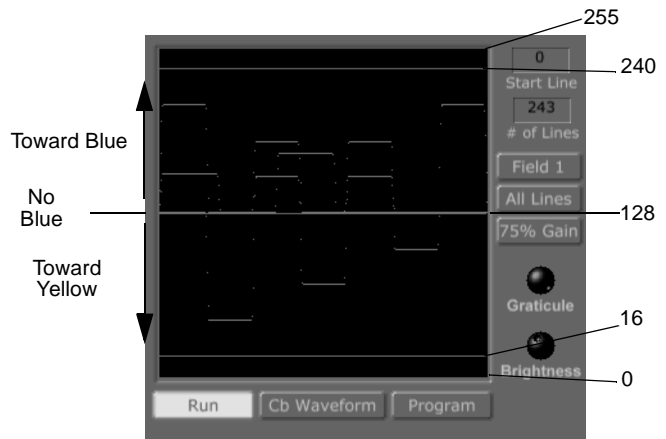 255
0
240
Start Line
243
# of Lines
Toward Blue
Field 1
No
Blue
All Lines
128
75% Gain
Toward
Yellow
Graticule
16
Brightness
0
Run
Cb Waveform
Program